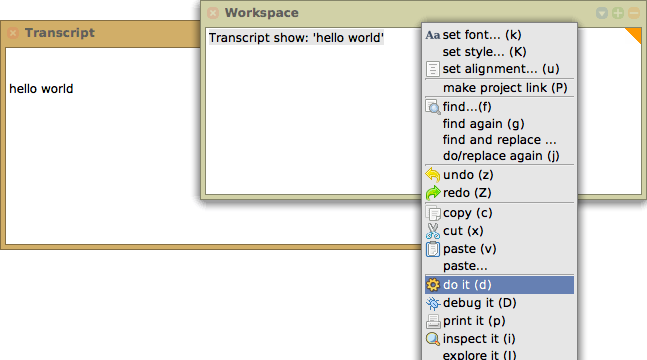 Transcript
hello world
Workspace
Transcript show: 'hello world'
Aa set font... (k)
set style... (K)
set alignment... (u)
make project link (P)
find...(f)
find again (g)
find and replace ...
do/replace again (j)
undo (z)
redo (Z)
copy (c)
cut (x)
paste (v)
paste...
do it (d)
debug it (D)
print it (p)
inspect it (i)
explore it (I)